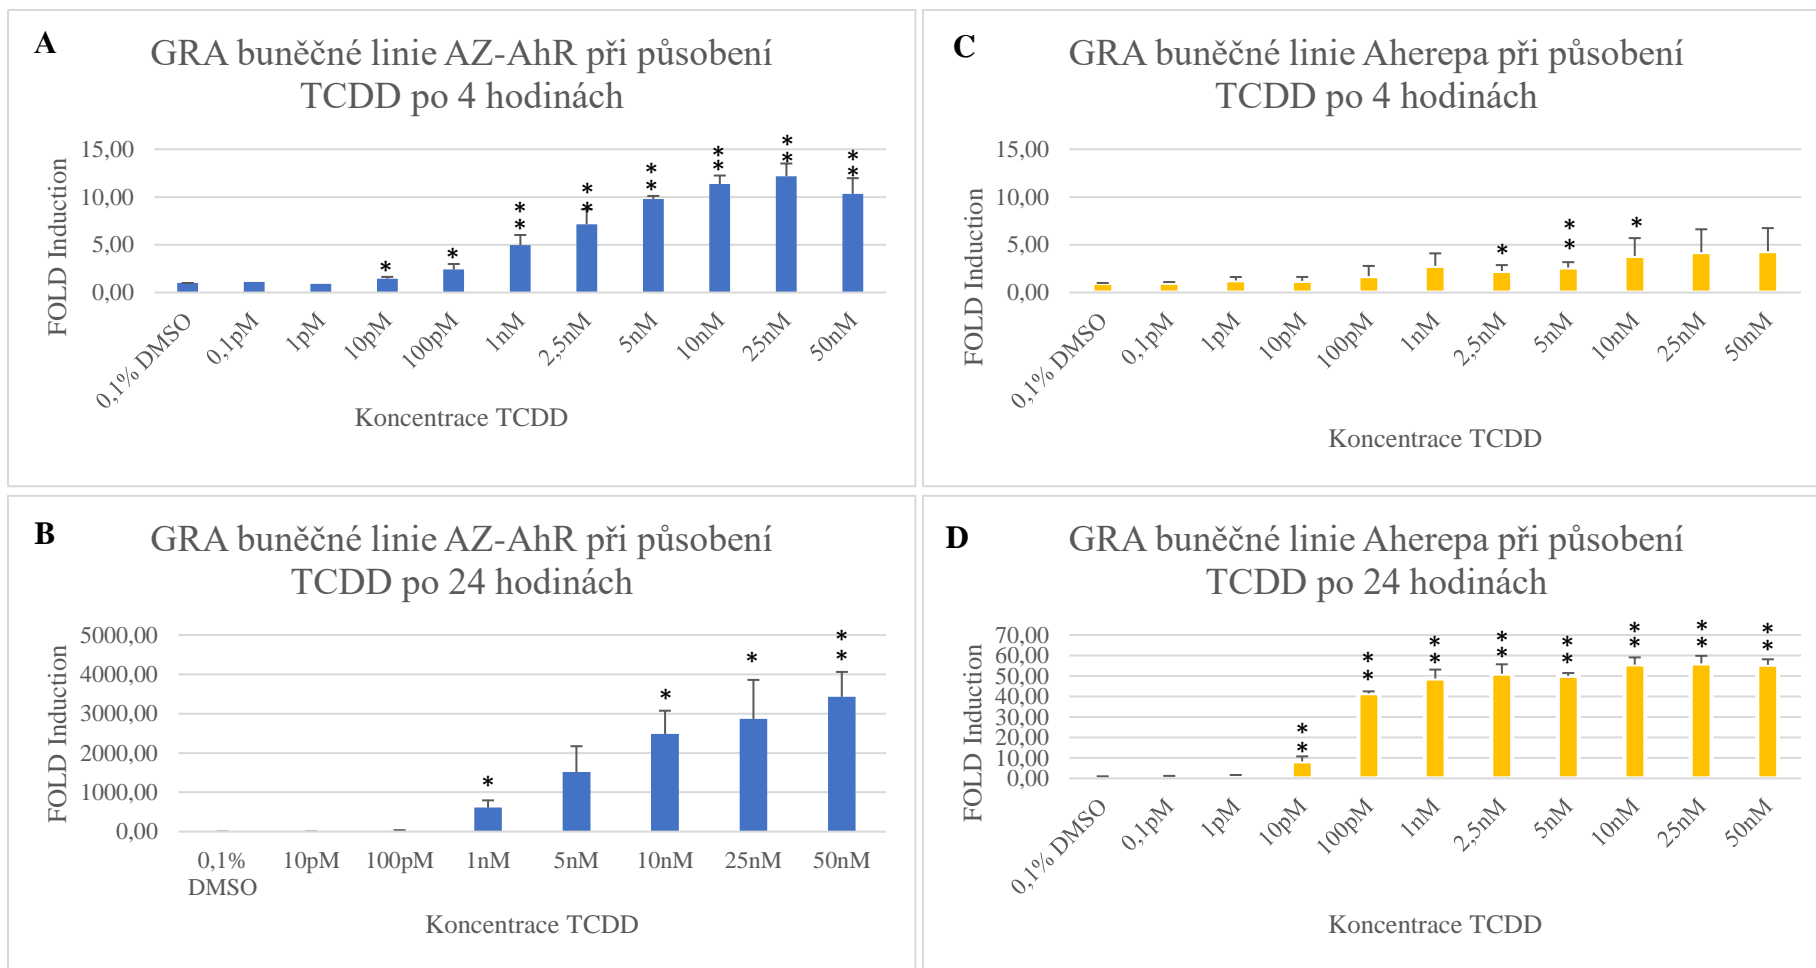 A
GRA buněčné linie AZ-AhR při působení
TCDD po 4 hodinách
FOLD Induction
15,00
10,00
5,00
0,00
* * ** ** ** ** ** ** **
0,1% DMSO
0,1pM
1pM
10pM
100pM
1nM
2,5nM
5nM
10nM
25nM
50nM
Koncentrace TCDD
C
GRA buněčné linie Aherepa při působení
TCDD po 4 hodinách
FOLD Induction
15,00
10,00
5,00
0,00
* ** *
0,1% DMSO
0,1pM
1pM
10pM
100pM
1nM
2,5nM
5nM
10nM
25nM
50nM
Koncentrace TCDD
B
GRA buněčné linie AZ-AhR při působení
TCDD po 24 hodinách
FOLD Induction
5000,00
4000,00
3000,00
2000,00
1000,00
0,00
* * * **
0,1%
DMSO
10pM
100pM
1nM
5nM
10nM
25nM
50nM
Koncentrace TCDD
D
GRA buněčné linie Aherepa při působení
TCDD po 24 hodinách
FOLD Induction
70,00
60,00
50,00
40,00
30,00
20,00
10,00
0,00
** ** ** ** ** ** ** **
0,1% DMSO
0,1pM
1pM
10pM
100pM
1nM
2,5nM
5nM
10nM
25nM
50nM
Koncentrace TCDD